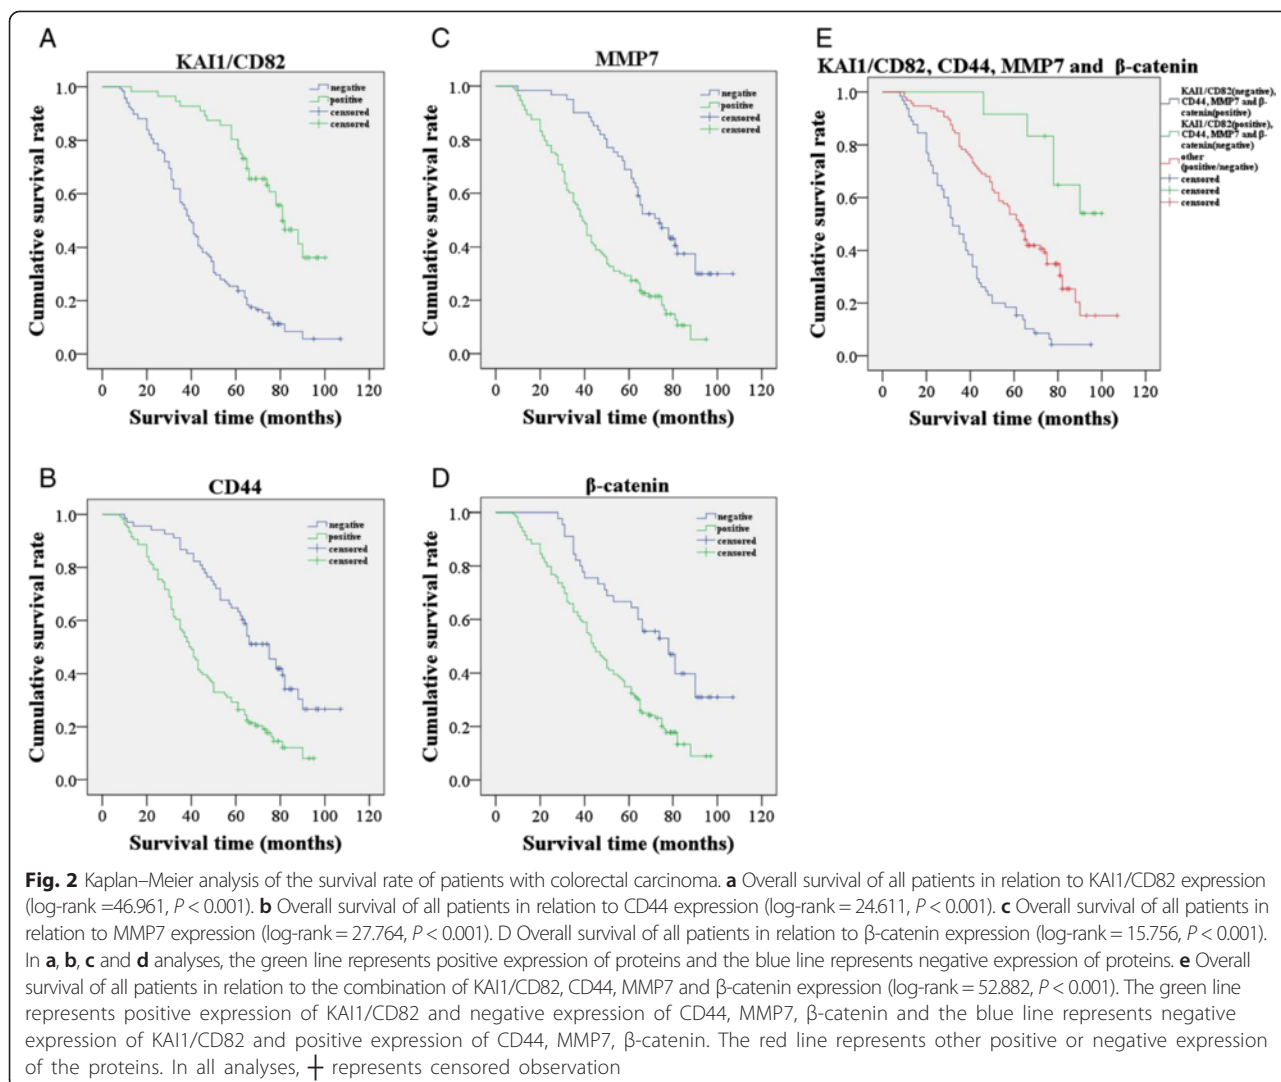 A
KAI1/CD82
negative
positive
censored
censored
Cumulative survival rate
1.0
0.8
0.6
0.4
0.2
0.0
0 20 40 60 80 100 120
Survival time (months)
C
MMP7
negative
positive
censored
censored
Cumulative survival rate
1.0
0.8
0.6
0.4
0.2
0.0
0 20 40 60 80 100 120
Survival time (months)
E
KAI1/CD82, CD44, MMP7 and β-catenin
KAI1/CD82(negative),
CD44, MMP7 and β-
catenin(positive)
KAI1/CD82(positive),
CD44, MMP7 and β-
catenin(negative)
other
(positive/negative)
censored
censored
censored
Cumulative survival rate
1.0
0.8
0.6
0.4
0.2
0.0
0 20 40 60 80 100 120
Survival time (months)
B
CD44
negative
positive
censored
censored
Cumulative survival rate
1.0
0.8
0.6
0.4
0.2
0.0
0 20 40 60 80 100 120
Survival time (months)
D
β-catenin
negative
positive
censored
censored
Cumulative survival rate
1.0
0.8
0.6
0.4
0.2
0.0
0 20 40 60 80 100 120
Survival time (months)
Fig. 2 Kaplan–Meier analysis of the survival rate of patients with colorectal carcinoma. a Overall survival of all patients in relation to KAI1/CD82 expression
(log-rank =46.961, P < 0.001). b Overall survival of all patients in relation to CD44 expression (log-rank = 24.611, P < 0.001). c Overall survival of all patients in
relation to MMP7 expression (log-rank = 27.764, P < 0.001). D Overall survival of all patients in relation to β-catenin expression (log-rank = 15.756, P < 0.001).
In a, b, c and d analyses, the green line represents positive expression of proteins and the blue line represents negative expression of proteins. e Overall
survival of all patients in relation to the combination of KAI1/CD82, CD44, MMP7 and β-catenin expression (log-rank = 52.882, P < 0.001). The green line
represents positive expression of KAI1/CD82 and negative expression of CD44, MMP7, β-catenin and the blue line represents negative
expression of KAI1/CD82 and positive expression of CD44, MMP7, β-catenin. The red line represents other positive or negative expression
of the proteins. In all analyses, ┼ represents censored observation